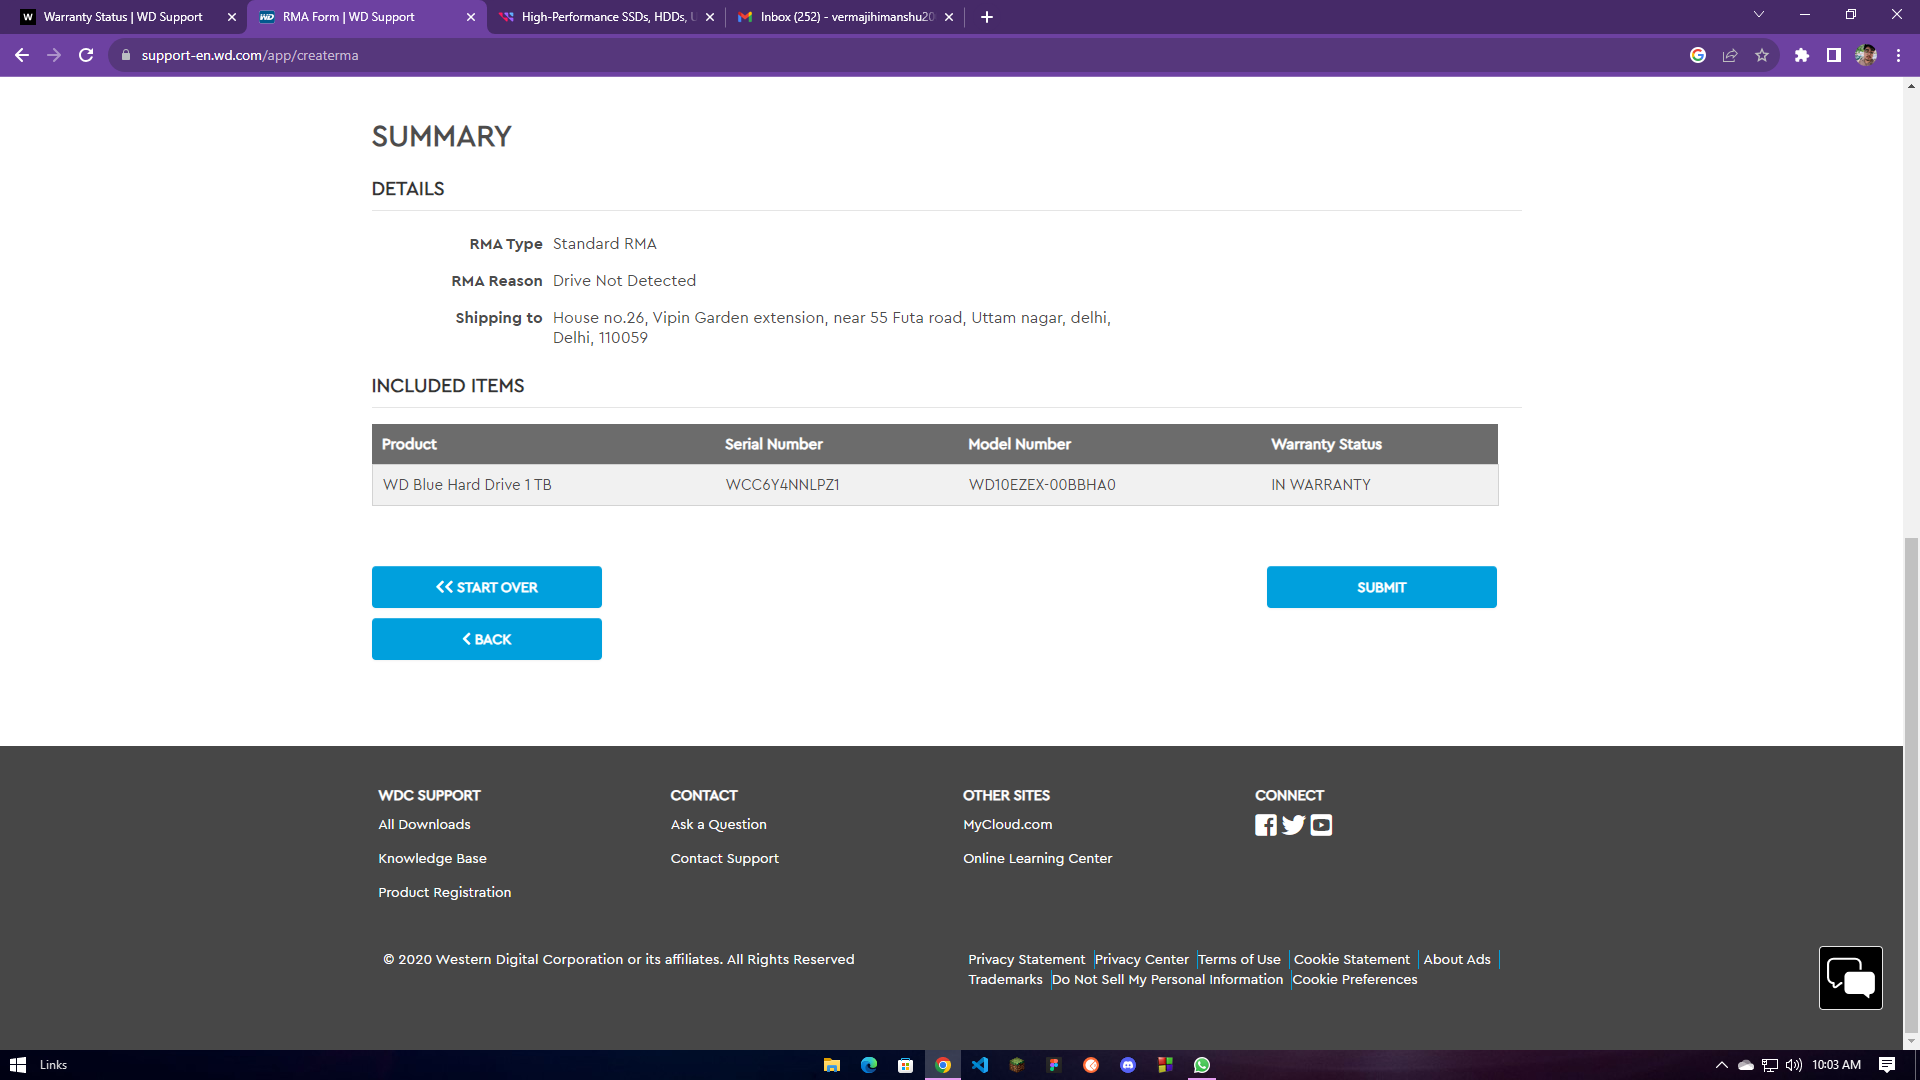 Warranty Status | WD Support
RMA Form | WD Support
High-Performance SSDs, HDDs, U
Inbox (252) - vermajihimanshu20
support-en.wd.com/app/createrma
SUMMARY
DETAILS
RMA Type Standard RMA
RMA Reason Drive Not Detected
Shipping to House no.26, Vipin Garden extension, near 55 Futa road, Uttam nagar, delhi,
Delhi, 110059
INCLUDED ITEMS
Product Serial Number Model Number Warranty Status
WD Blue Hard Drive 1 TB WCC6Y4NNLPZ1 WD10EZEX-00BBHA0 IN WARRANTY
START OVER SUBMIT
BACK
WDC SUPPORT CONTACT OTHER SITES CONNECT
All Downloads Ask a Question MyCloud.com
Knowledge Base Contact Support Online Learning Center
Product Registration
© 2020 Western Digital Corporation or its affiliates. All Rights Reserved Privacy Statement Privacy Center Terms of Use Cookie Statement About Ads
Trademarks Do Not Sell My Personal Information Cookie Preferences
Links 10:03 AM